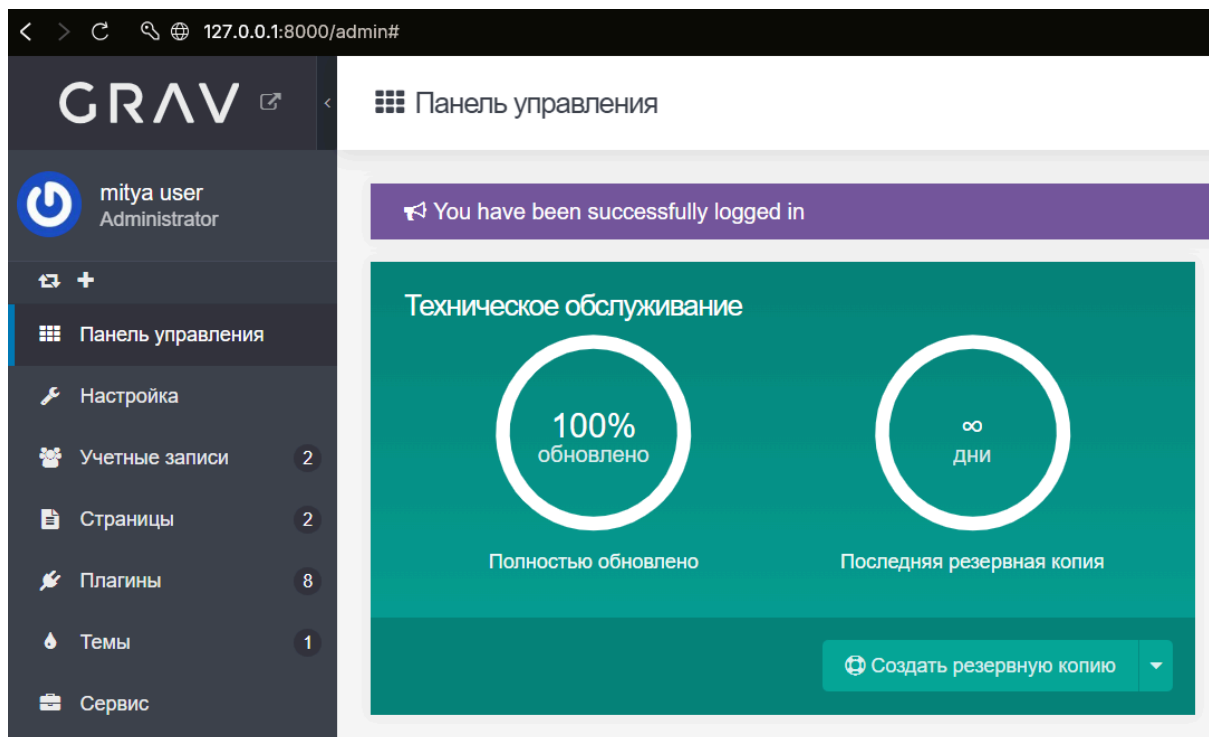 127.0.0.1:8000/admin#
GRAV
Панель управления
mitya user
Administrator
You have been successfully logged in
Техническое обслуживание
Панель управления
Настройка
Учетные записи 2
Страницы 2
Плагины 8
Темы 1
Сервис
100%
обновлено
∞
дни
Полностью обновлено
Последняя резервная копия
Создать резервную копию